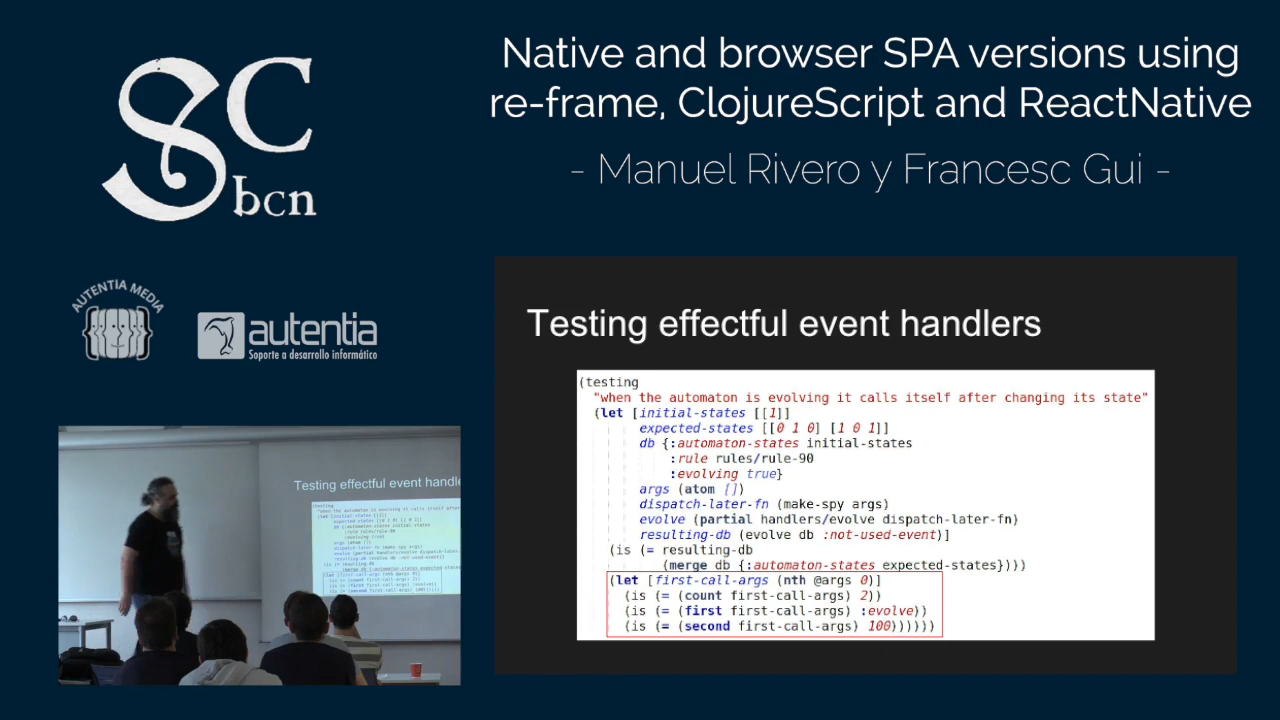 SC
bcn
Native and browser SPA versions using
re-frame, ClojureScript and ReactNative
- Manuel Rivero y Francesc Gui -
AUTENTIA MEDIA
autentia
Soporte a desarrollo informático
Testing effectful event handlers
(testing
"when the automaton is evolving it calls itself after changing its state"
(let [initial-states [[1]]
expected-states [[0 1 0] [1 0 1]]
db {:automaton-states initial-states
:rule rules/rule-90
:evolving true}
args (atom [])
dispatch-later-fn (make-spy args)
evolve (partial handlers/evolve dispatch-later-fn)
resulting-db (evolve db :not-used-event)]
(is (= resulting-db
(merge db {:automaton-states expected-states})))
(let [first-call-args (nth @args 0)]
(is (= (count first-call-args) 2))
(is (= (first first-call-args) :evolve))
(is (= (second first-call-args) 100))))))
Testing effectful event handle